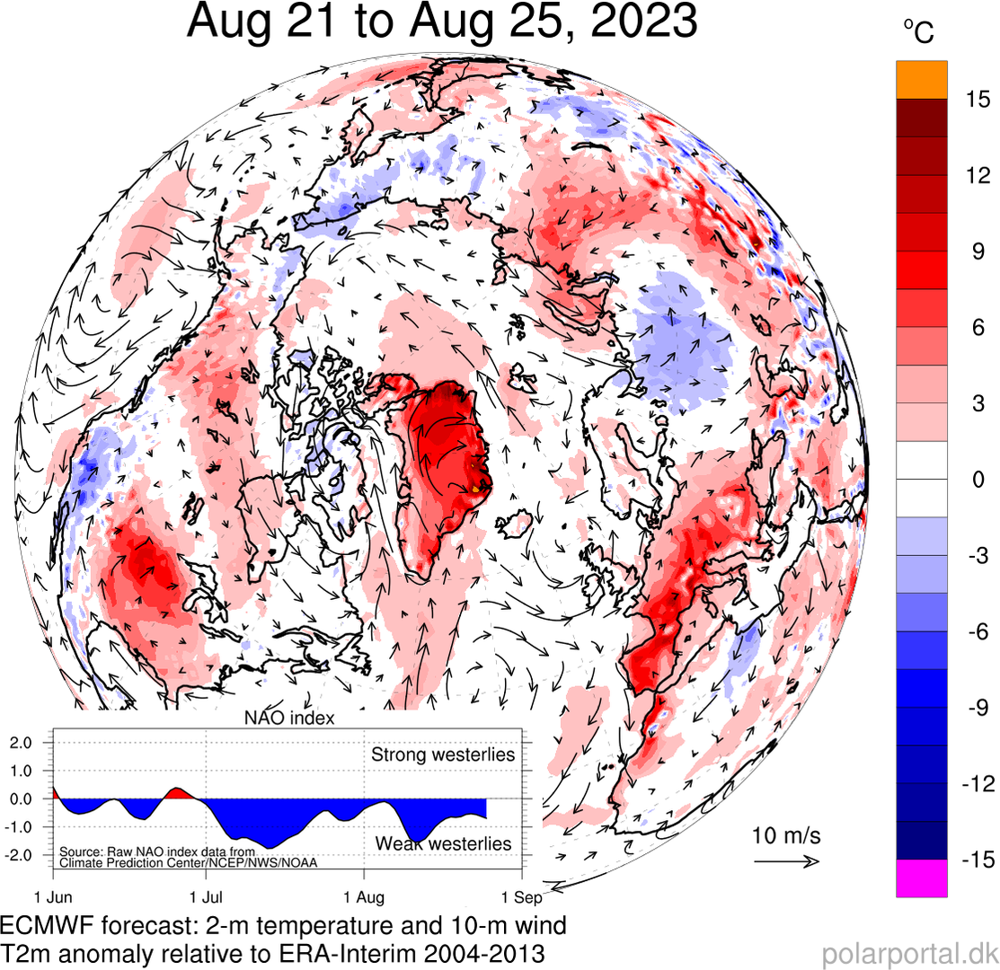 Aug 21 to Aug 25, 2023
°C
15
12
9
6
3
0
-3
-6
-9
-12
-15
10 m/s
NAO index
2.0
1.0
0.0
-1.0
-2.0
Strong westerlies
Weak westerlies
Source: Raw NAO index data from
Climate Prediction Center/NCEP/NWS/NOAA
1 Jun
1 Jul
1 Aug
1 Sep
ECMWF forecast: 2-m temperature and 10-m wind
T2m anomaly relative to ERA-Interim 2004-2013
polarportal.dk